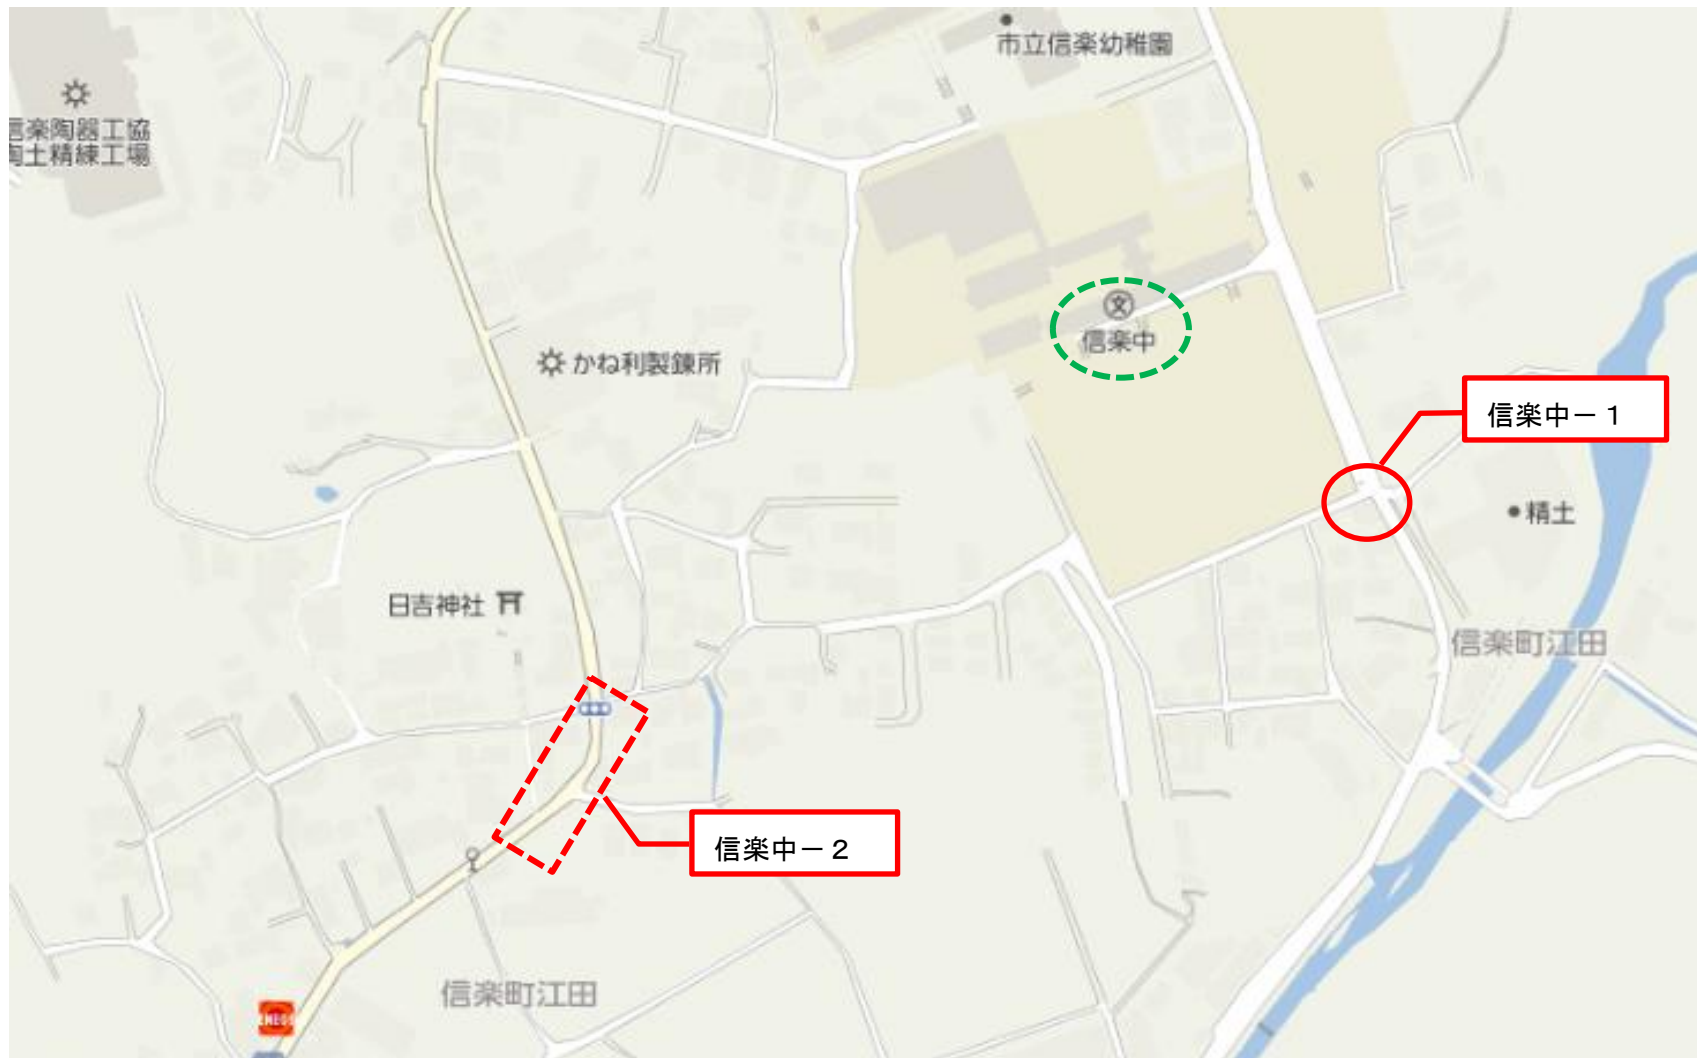 市立信楽幼稚園
信楽陶器工協
陶土精練工場
信楽中
かね利製錬所
信楽中－1
精土
日吉神社
信楽町江田
信楽中－2
信楽町江田
ENEOS